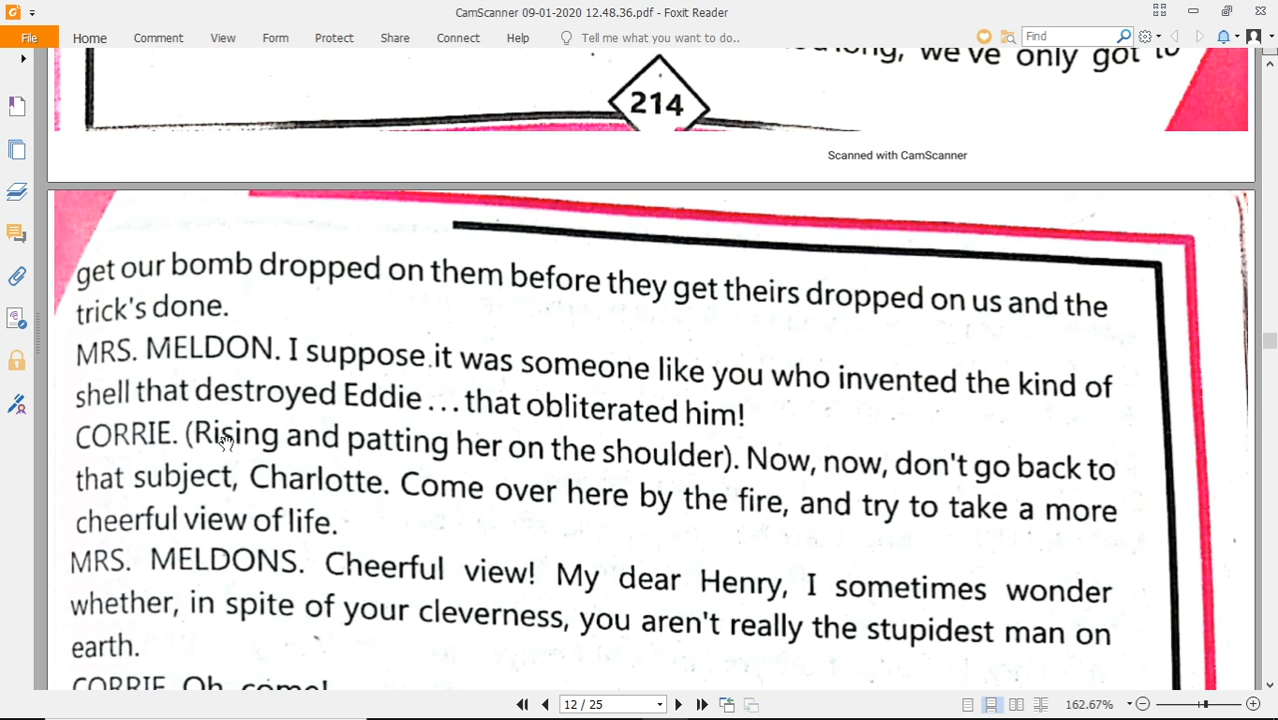 CamScanner 09-01-2020 12.48.36.pdf - Foxit Reader
File Home Comment View Form Protect Share Connect Help Tell me what you want to do.. Find
long, we've only got to
214
Scanned with CamScanner
get our bomb dropped on them before they get theirs dropped on us and the
trick's done.
MRS. MELDON. I suppose it was someone like you who invented the kind of
shell that destroyed Eddie ... that obliterated him!
CORRIE. (Rising and patting her on the shoulder). Now, now, don't go back to
that subject, Charlotte. Come over here by the fire, and try to take a more
cheerful view of life.
MRS. MELDONS. Cheerful view! My dear Henry, I sometimes wonder
whether, in spite of your cleverness, you aren't really the stupidest man on
earth.
CORRIE. Oh, come!
12 / 25 162.67%